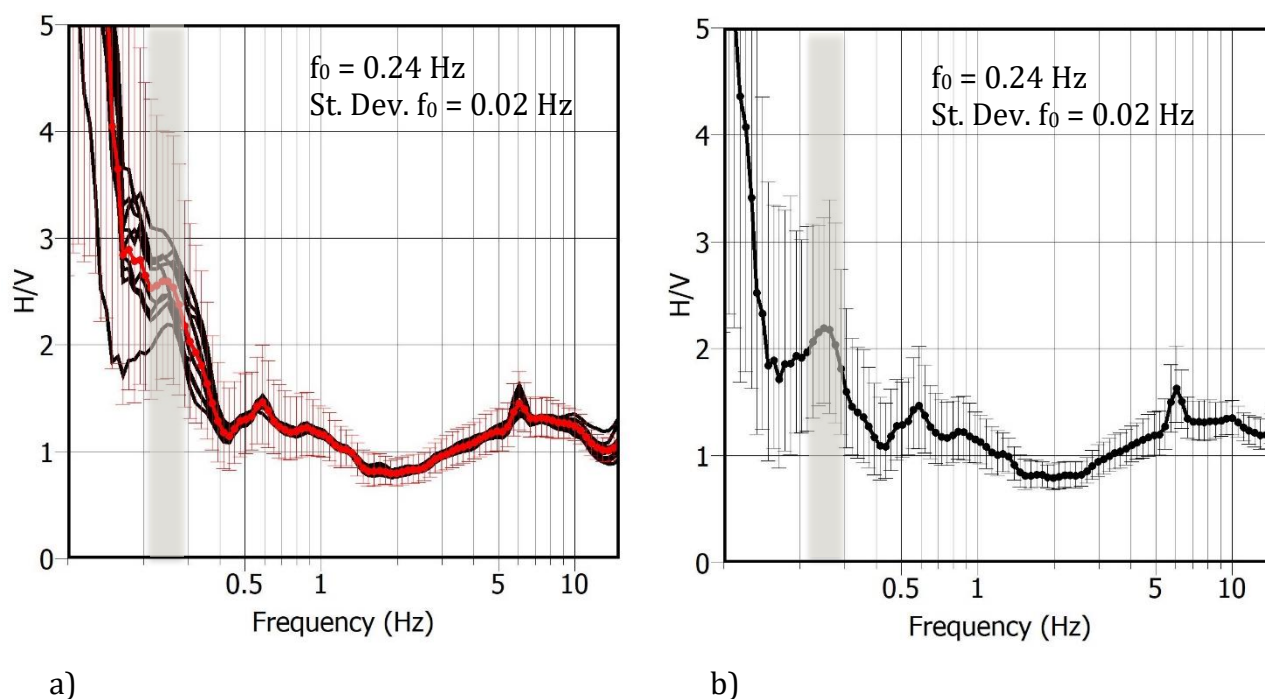 5
4
3
2
1
0
H/V
f₀ = 0.24 Hz
St. Dev. f₀ = 0.02 Hz
0.5 1 5 10
Frequency (Hz)
a)
5
4
3
2
1
0
H/V
f₀ = 0.24 Hz
St. Dev. f₀ = 0.02 Hz
0.5 1 5 10
Frequency (Hz)
b)